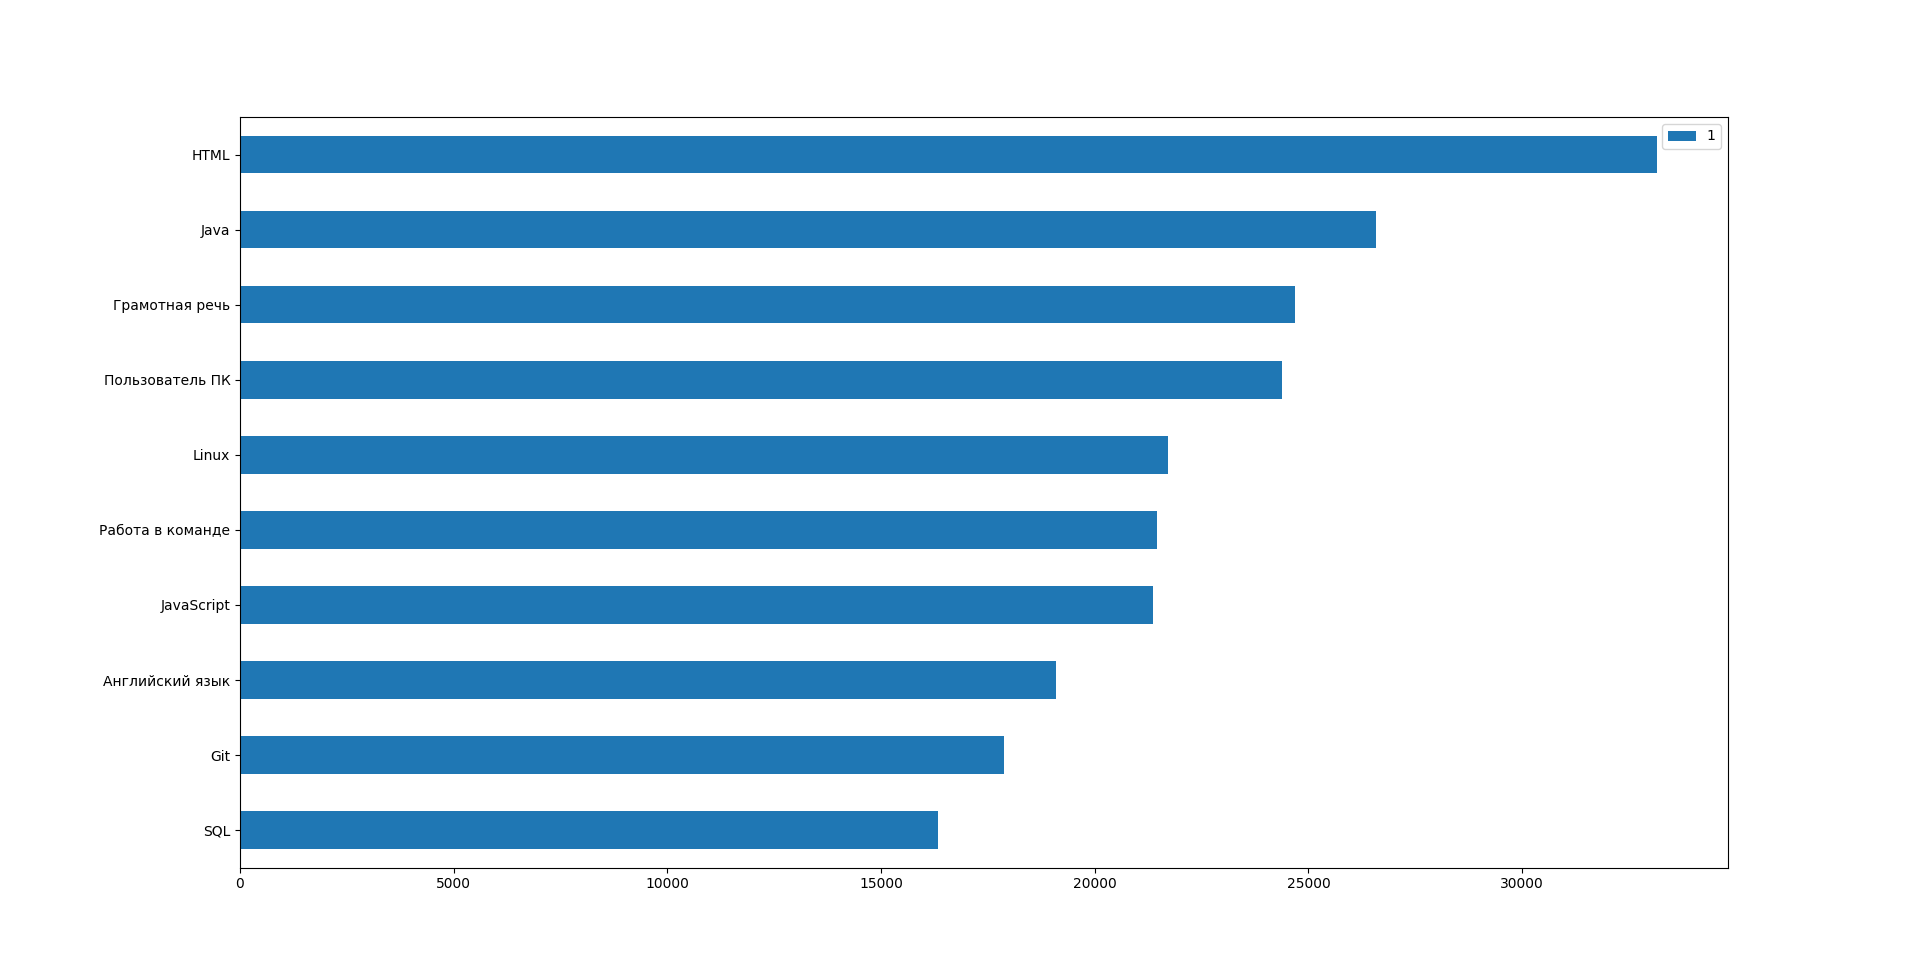 1
HTML
Java
Грамотная речь
Пользователь ПК
Linux
Работа в команде
JavaScript
Английский язык
Git
SQL
0 5000 10000 15000 20000 25000 30000